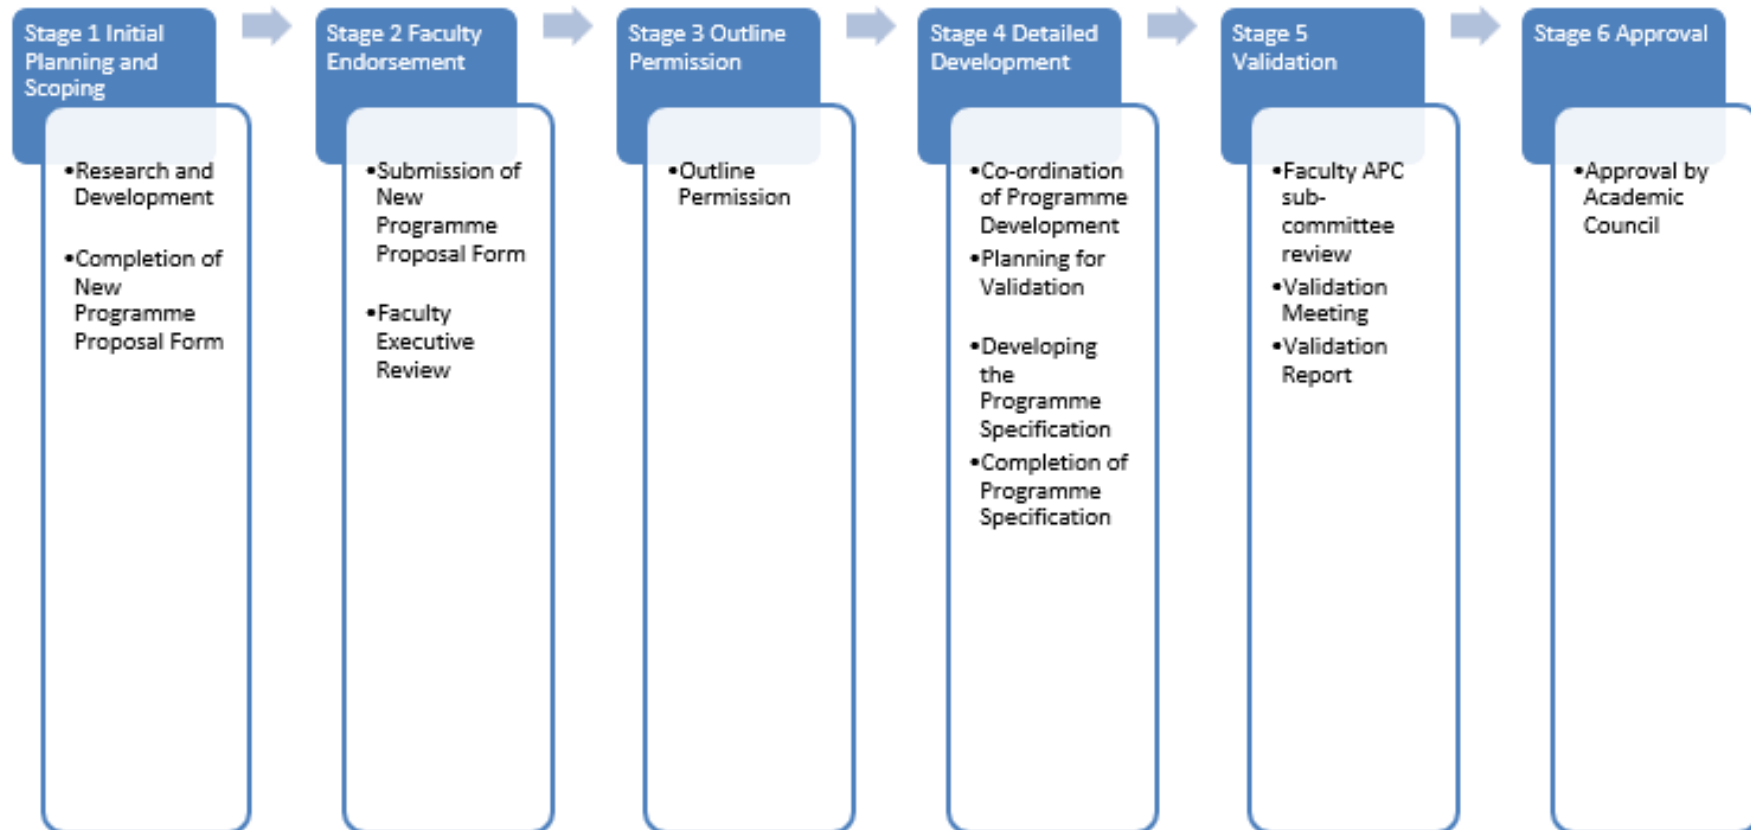 Stage 1 Initial
Planning and
Scoping
•Research and
Development
•Completion of
New
Programme
Proposal Form
Stage 2 Faculty
Endorsement
•Submission of
New
Programme
Proposal Form
•Faculty
Executive
Review
Stage 3 Outline
Permission
•Outline
Permission
Stage 4 Detailed
Development
•Co-ordination
of Programme
Development
•Planning for
Validation
•Developing
the
Programme
Specification
•Completion of
Programme
Specification
Stage 5
Validation
•Faculty APC
sub-
committee
review
•Validation
Meeting
•Validation
Report
Stage 6 Approval
•Approval by
Academic
Council